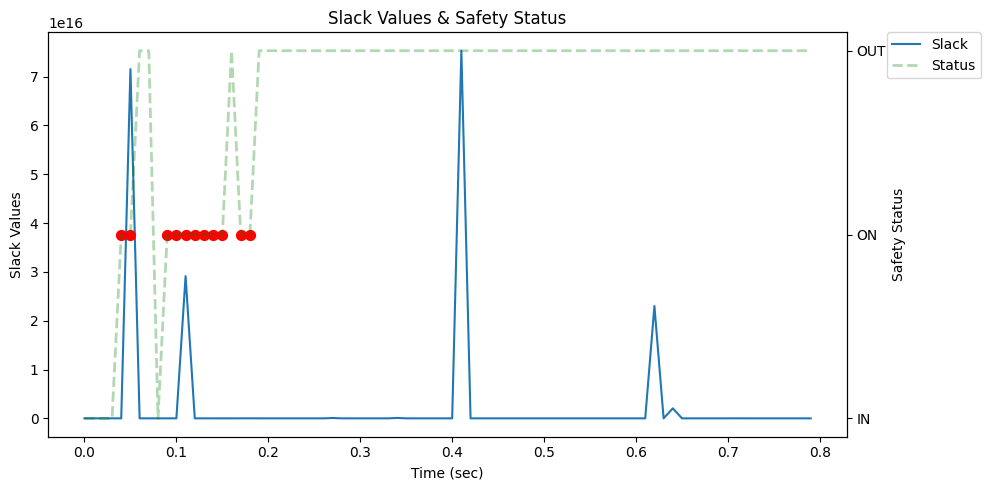 Slack Values & Safety Status
1e16
Slack
Status
OUT
ON
IN
Safety Status
7
6
5
4
3
2
1
0
Slack Values
0.0 0.1 0.2 0.3 0.4 0.5 0.6 0.7 0.8
Time (sec)